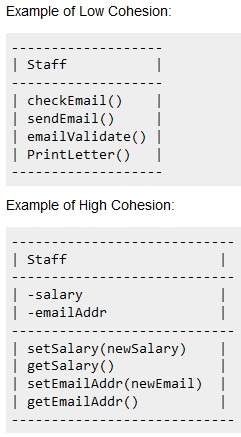 Example of Low Cohesion:
-------------------
| Staff           |
-------------------
| checkEmail()    |
| sendEmail()     |
| emailValidate() |
| PrintLetter()   |
-------------------
Example of High Cohesion:
----------------------------
| Staff                    |
----------------------------
| -salary                  |
| -emailAddr               |
----------------------------
| setSalary(newSalary)     |
| getSalary()              |
| setEmailAddr(newEmail)   |
| getEmailAddr()           |
----------------------------